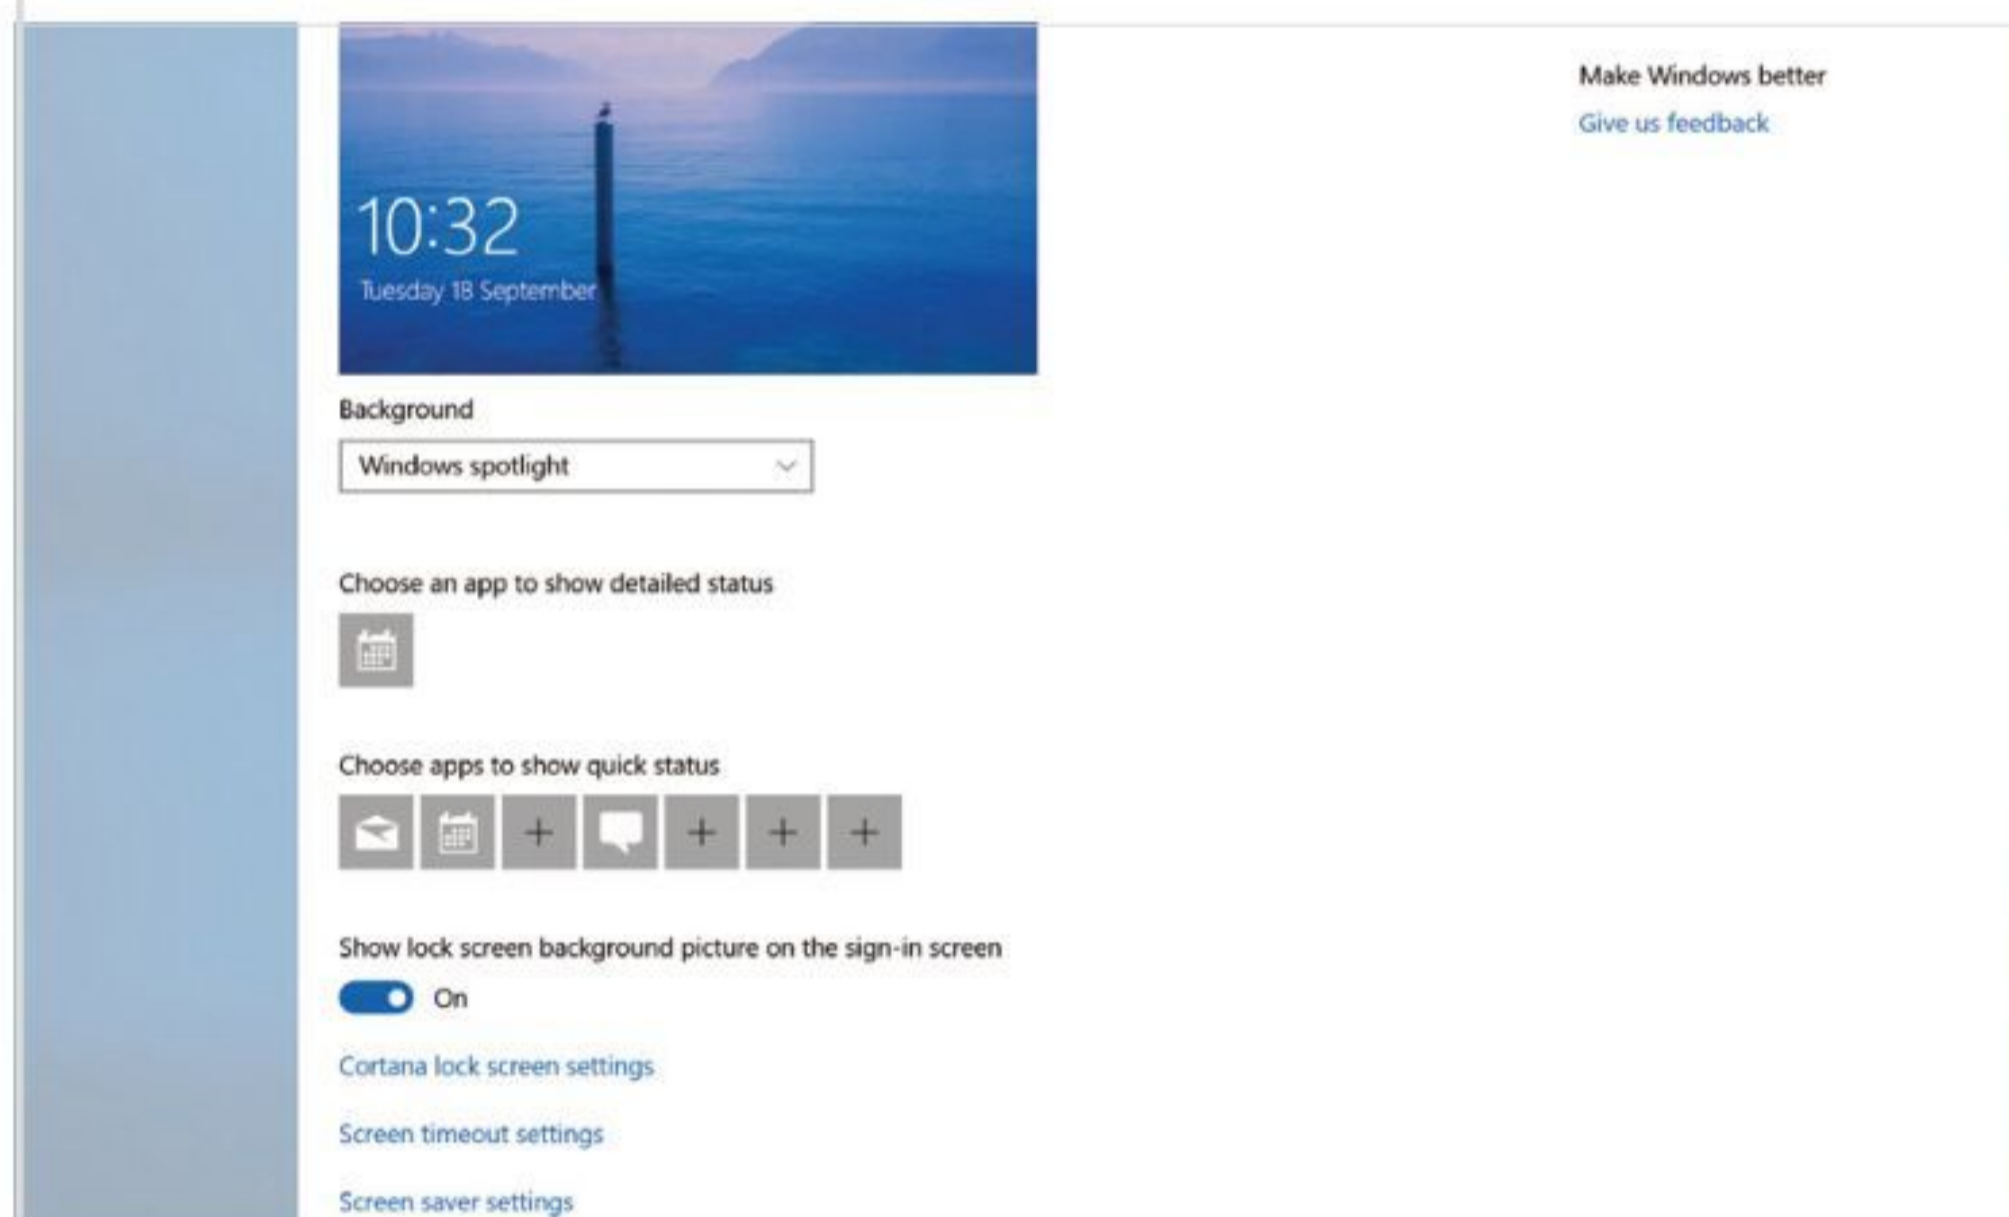 10:32
Tuesday 18 September
Background
Windows spotlight
Choose an app to show detailed status
Choose apps to show quick status
Show lock screen background picture on the sign-in screen
On
Cortana lock screen settings
Screen timeout settings
Screen saver settings
Make Windows better
Give us feedback